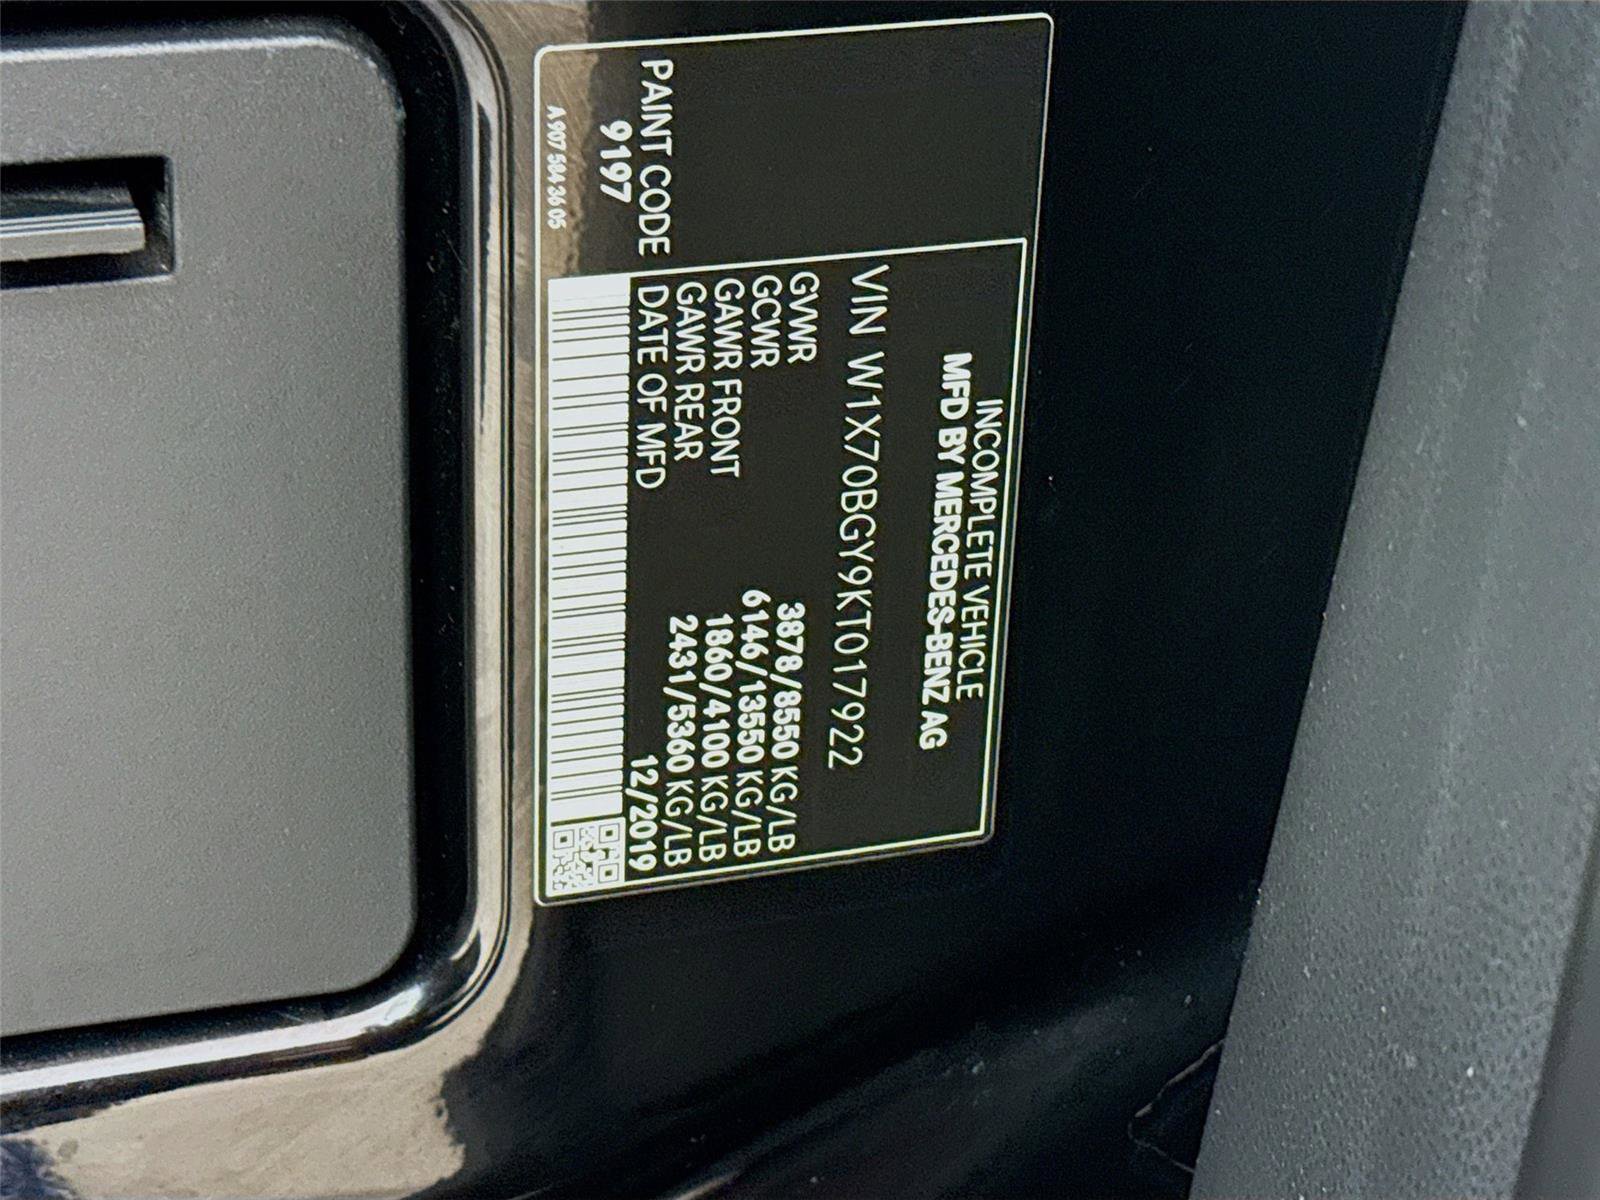 INCOMPLETE VEHICLE
MFD BY MERCEDES-BENZ AG
VIN W1X70BGY9KT017922
GVWR 3878/8550 KG/LB
GCWR 6146/13550 KG/LB
GAWR FRONT 1860/4100 KG/LB
GAWR REAR 2431/5360 KG/LB
DATE OF MFD 12/2019
PAINT CODE
9197
A 907 584 36 05